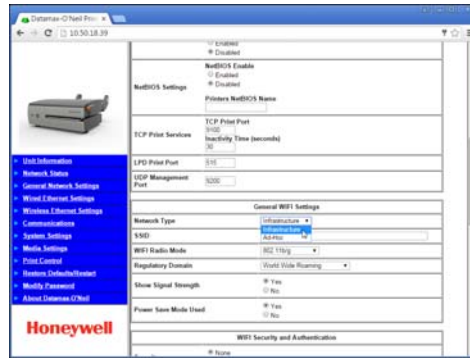 Datamax-O'Neil Prin
10.50.18.39
Enabled
Disabled
NetBIOS Settings
NetBIOS Enable
Enabled
Disabled
Printers NetBIOS Name
TCP Print Services
TCP Print Port
9100
Inactivity Time (seconds)
30
LPD Print Port
515
UDP Management Port
9200
General WIFI Settings
Network Type
Infrastructure
Infrastructure
Ad-Hoc
SSID
WIFI Radio Mode
802.11b/g
Regulatory Domain
World Wide Roaming
Show Signal Strength
Yes
No
Power Save Mode Used
Yes
No
WIFI Security and Authentication
None
Unit Information
Network Status
General Network Settings
Wired Ethernet Settings
Wireless Ethernet Settings
Communications
System Settings
Media Settings
Print Control
Restore Defaults/Restart
Modify Password
About Datamax-O'Neil
Honeywell